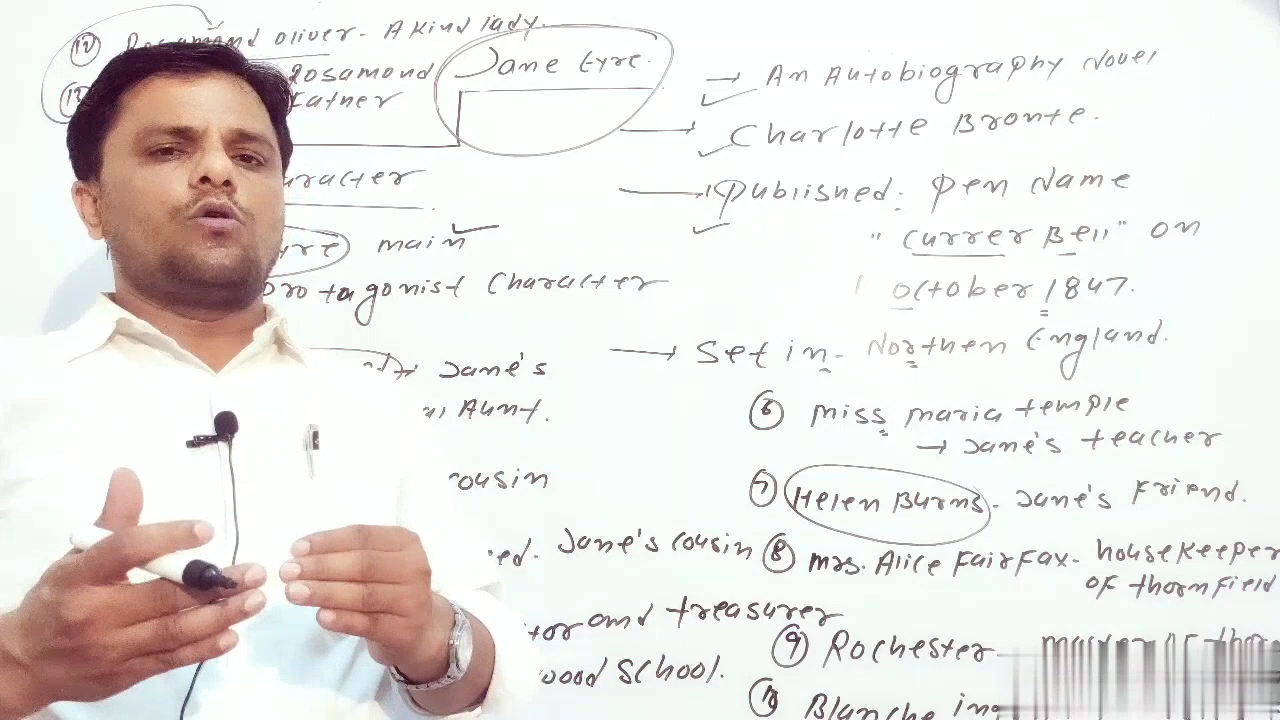 12 Rosamond Oliver - A kind lady.
13 Rosamond
Father
Jane Eyre.
→ An Autobiography Novel
→ Charlotte Bronte.
→ Published: Pen Name
"Currer Bell" on
October 1847.
→ Set in - Northen England.
main
Protagonist Character
Jane's
Aunt.
cousin
Jane's cousin
and treasurer
School.
6 Miss Maria temple
→ Jane's teacher
7 Helen Burns - Jane's Friend.
8 Mrs. Alice Fairfax - housekeeper
of thornfield
9 Rochester - master of
Blanche